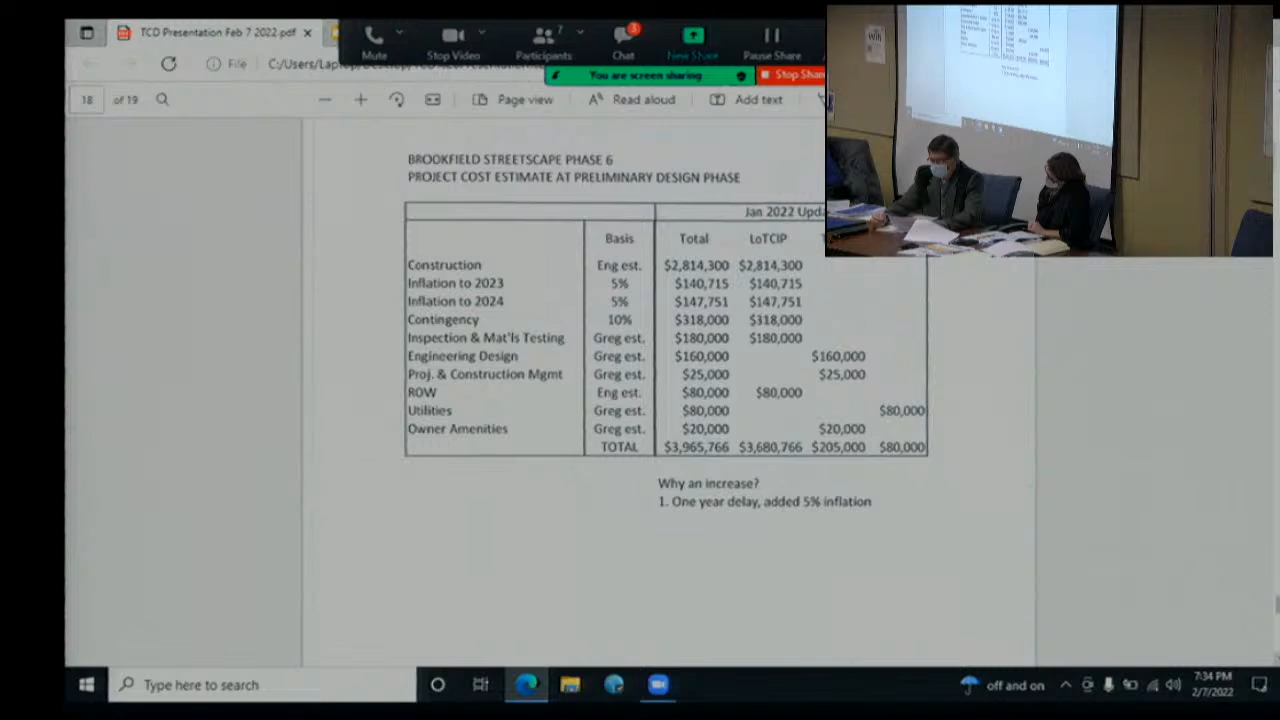 TCD Presentation Feb 7 2022.pdf
Mute
Stop Video
7
Participants
3
Chat
New Share
Pause Share
File
You are screen sharing
Stop Shar
18 of 19
Page view
Read aloud
Add text
BROOKFIELD STREETSCAPE PHASE 6
PROJECT COST ESTIMATE AT PRELIMINARY DESIGN PHASE
Jan 2022 Upda
Basis Total LoTCIP
Construction Eng est. $2,814,300 $2,814,300
Inflation to 2023 5% $140,715 $140,715
Inflation to 2024 5% $147,751 $147,751
Contingency 10% $318,000 $318,000
Inspection & Mat'ls Testing Greg est. $180,000 $180,000
Engineering Design Greg est. $160,000 $160,000
Proj. & Construction Mgmt Greg est. $25,000 $25,000
ROW Eng est. $80,000 $80,000
Utilities Greg est. $80,000 $80,000
Owner Amenities Greg est. $20,000 $20,000
TOTAL $3,965,766 $3,680,766 $205,000 $80,000
Why an increase?
1. One year delay, added 5% inflation
Type here to search
off and on
7:34 PM
2/7/2022